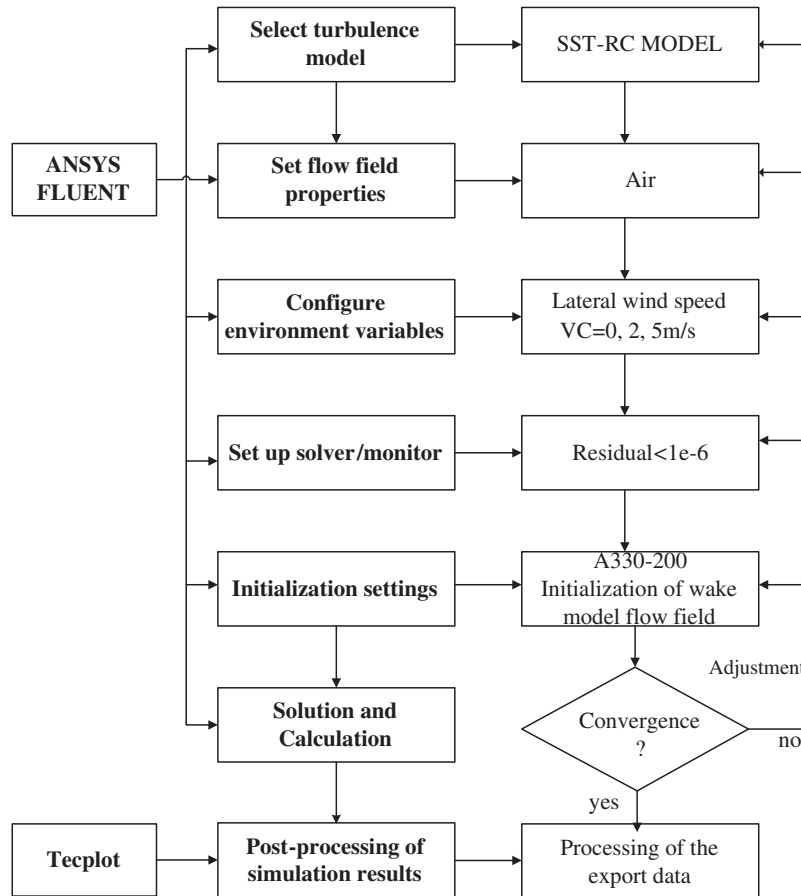 Select turbulence
model
SST-RC MODEL
ANSYS
FLUENT
Set flow field
properties
Air
Configure
environment variables
Lateral wind speed
VC=0, 2, 5m/s
Set up solver/monitor
Residual<1e-6
Initialization settings
A330-200
Initialization of wake
model flow field
Adjustment
Solution and
Calculation
Convergence
?
no
yes
Tecplot
Post-processing of
simulation results
Processing of the
export data